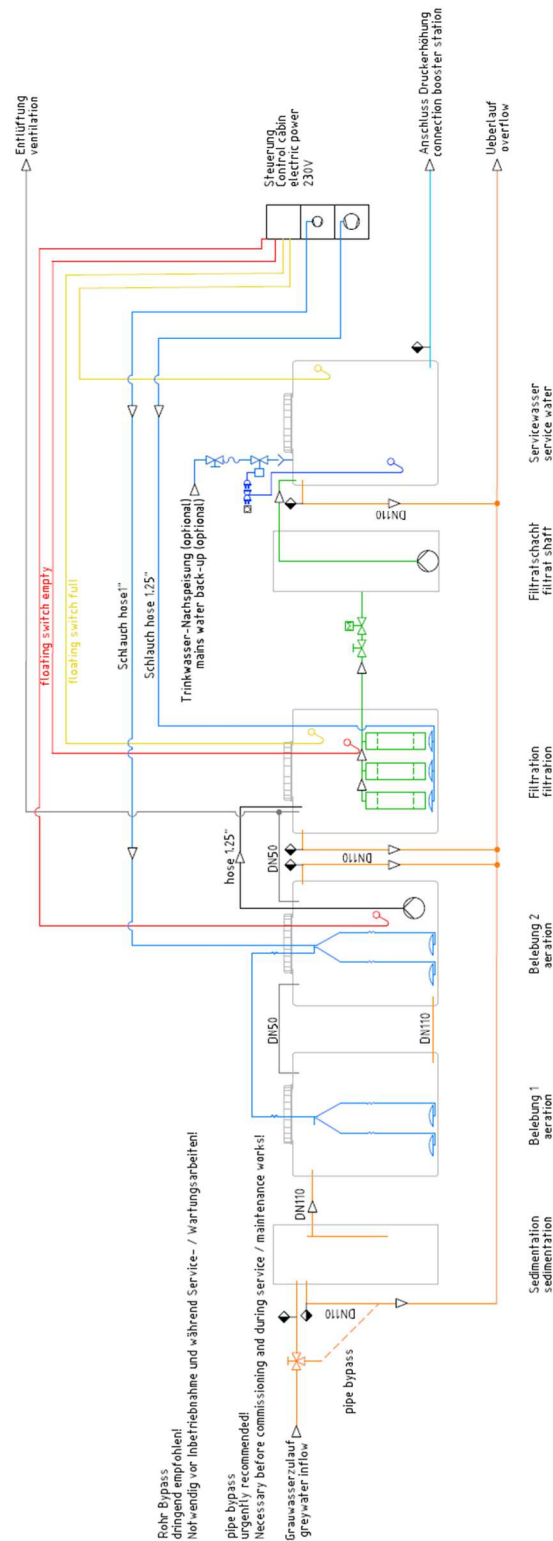 Rohr Bypass
dringend empfohlen!
Notwendig vor Inbetriebnahme und während Service- / Wartungsarbeiten!
pipe bypass
urgently recommended!
Necessary before commissioning and during service / maintenance works!
Grauwasserzulauf
greywater inflow
pipe bypass
DN110
DN110
DN50
DN110
hose 1.25"
DN50
DN110
floating switch empty
floating switch full
Schlauch hose1"
Schlauch hose 1.25"
Trinkwasser-Nachspeisung (optional)
mains water back-up (optional)
DN110
Steuerung
Control cabin
electric power
230V
Entlüftung
ventilation
Anschluss Druckerhöhung
connection booster station
Ueberlauf
overflow
Sedimentation
sedimentation
Belebung 1
aeration
Belebung 2
aeration
Filtration
filtration
Filtratschacht
filtrat shaft
Servicewasser
service water